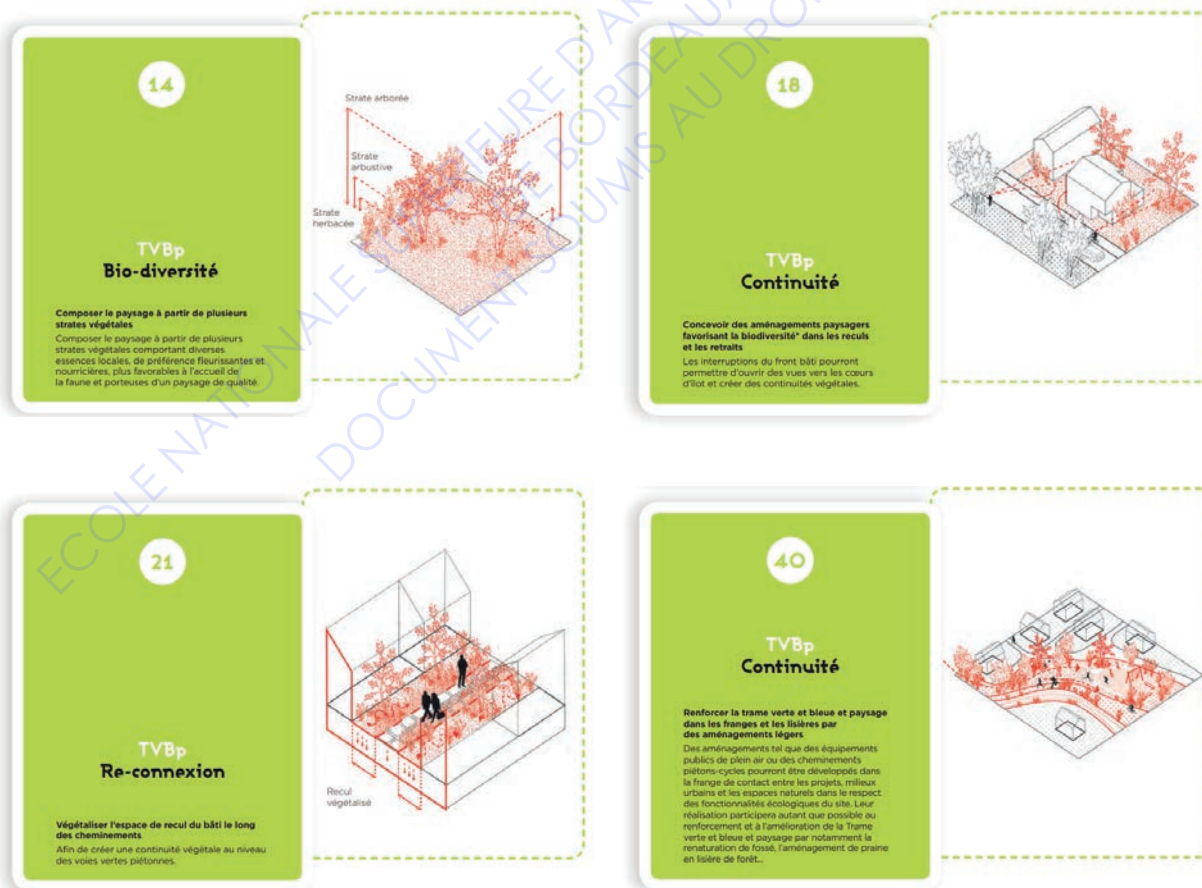 14
TVBp
Bio-diversité
Composer le paysage à partir de plusieurs
strates végétales
Composer le paysage à partir de plusieurs
strates végétales comportant diverses
essences locales, de préférence fleurissantes et
nourricières, plus favorables à l'accueil de
la faune et porteuses d'un paysage de qualité.
Strate arborée
Strate
arbustive
Strate
herbacée
18
TVBp
Continuité
Concevoir des aménagements paysagers
favorisant la biodiversité* dans les reculs
et les retraits
Les interruptions du front bâti pourront
permettre d'ouvrir des vues vers les cœurs
d'îlot et créer des continuités végétales.
21
TVBp
Re-connexion
Végétaliser l'espace de recul du bâti le long
des cheminements
Afin de créer une continuité végétale au niveau
des voies vertes piétonnes.
Recul
végétalisé
40
TVBp
Continuité
Renforcer la trame verte et bleue et paysage
dans les franges et les lisières par
des aménagements légers
Des aménagements tel que des équipements
publics de plein air ou des cheminements
piétons-cycles pourront être développés dans
la frange de contact entre les projets, milieux
urbains et les espaces naturels dans le respect
des fonctionnalités écologiques du site. Leur
réalisation participera autant que possible au
renforcement et à l'amélioration de la Trame
verte et bleue et paysage par notamment la
renaturation de fossé, l'aménagement de prairie
en lisière de forêt...
ECOLE NATIONALE SUPERIEURE D'AR
DE BORDEAUX
DOCUMENT SOUMIS AU DRO